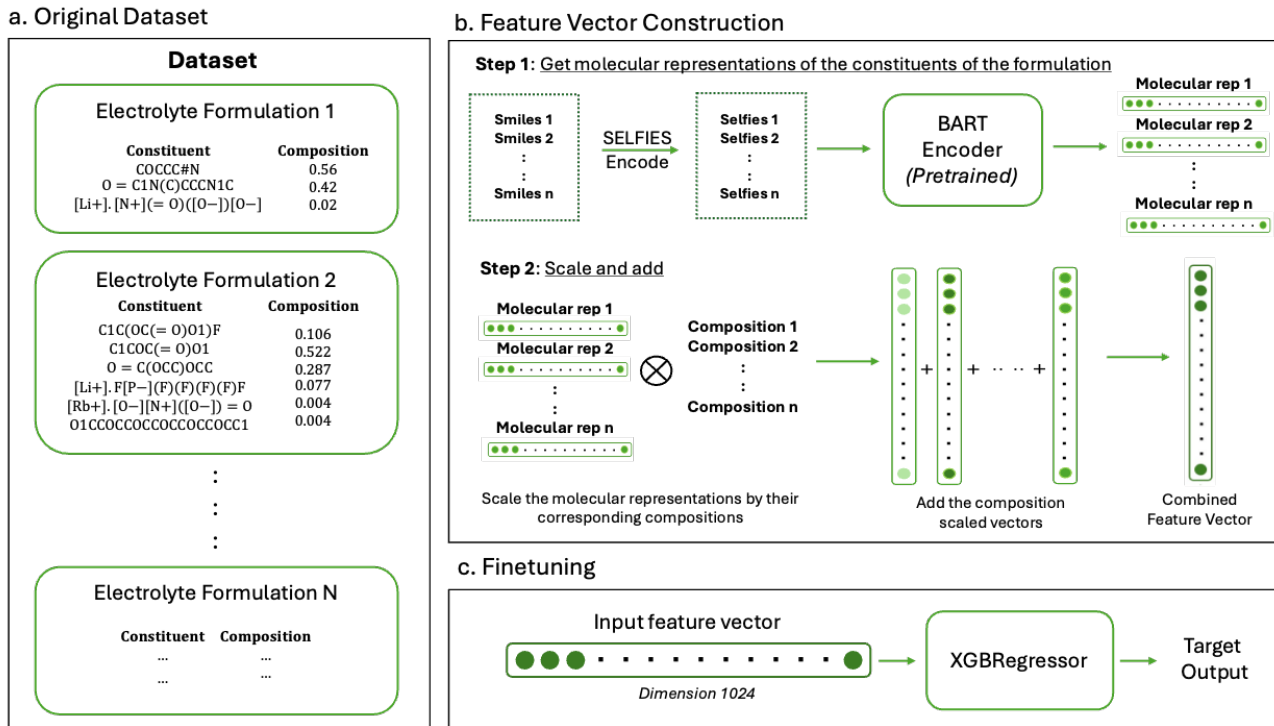 a. Original Dataset
Dataset
Electrolyte Formulation 1
Constituent Composition
COCCC#N 0.56
O = C1N(C)CCCN1C 0.42
[Li+]. [N+](= O)([O−])[O− 0.02
Electrolyte Formulation 2
Constituent Composition
C1C(OC(= O)O1)F 0.106
C1COC(= O)O1 0.522
O = C(OCC)OCC 0.287
[Li+]. F[P−](F)(F)(F)(F)F 0.077
[Rb+]. [O−][N+]([O−]) = O 0.004
O1CCOCCOCCOCCOCCOCC1 0.004
Electrolyte Formulation N
Constituent Composition
... ...
... ...
b. Feature Vector Construction
Step 1: Get molecular representations of the constituents of the formulation
Smiles 1
Smiles 2
Smiles n
SELFIES
Encode
Selfies 1
Selfies 2
Selfies n
BART
Encoder
(Pretrained)
Molecular rep 1
Molecular rep 2
Molecular rep n
Step 2: Scale and add
Molecular rep 1
Molecular rep 2
Molecular rep n
Composition 1
Composition 2
Composition n
+ + ·· ·· +
Scale the molecular representations by their
corresponding compositions
Add the composition
scaled vectors
Combined
Feature Vector
c. Finetuning
Input feature vector
Dimension 1024
XGBRegressor
Target
Output